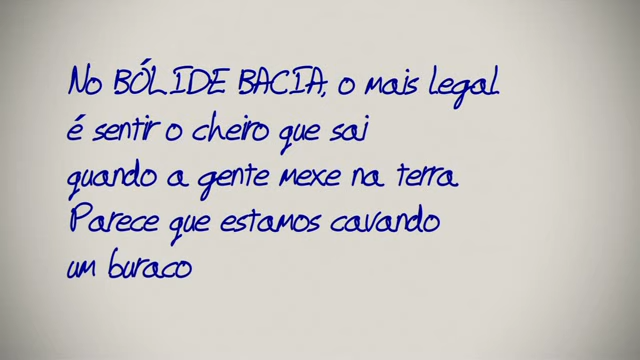 No BÓLIDE BACIA, o mais legal
é sentir o cheiro que sai
quando a gente mexe na terra.
Parece que estamos cavando
um buraco